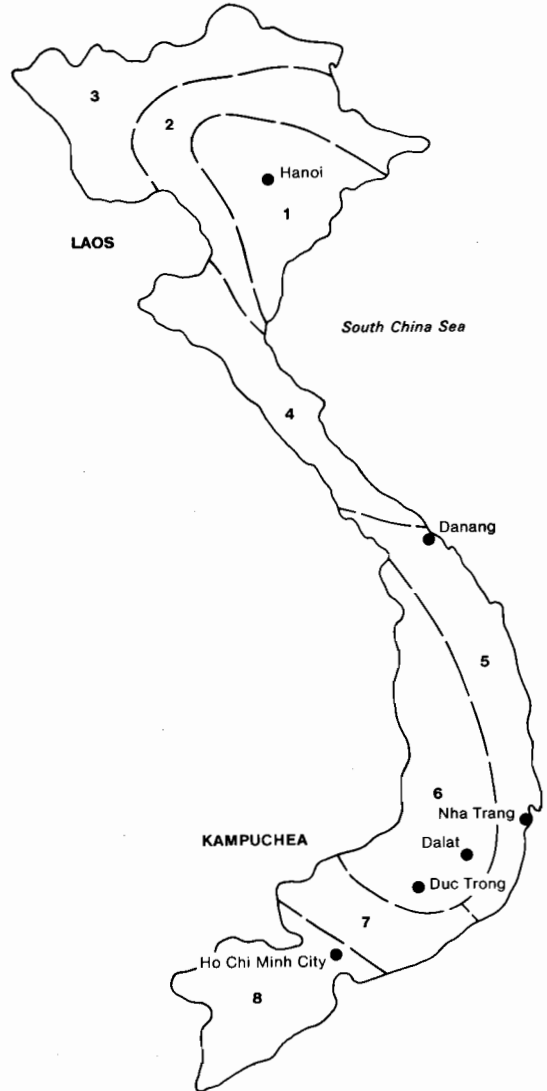 3
2
Hanoi
1
LAOS
South China Sea
4
Danang
5
6
Nha Trang
KAMPUCHEA
Dalat
Duc Trong
7
Ho Chi Minh City
8